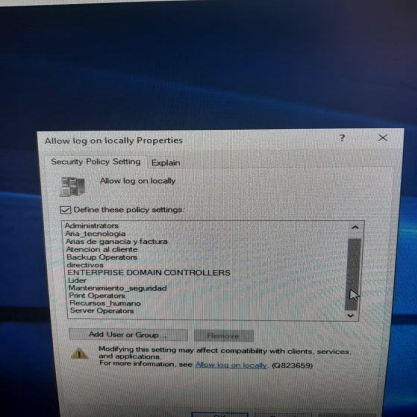 Allow log on locally Properties
?
Security Policy Setting Explain
Allow log on locally
Define these policy settings:
Administrators
Aria_tecnologia
Arias de ganacia y factura
Atencion al cliente
Backup Operators
directivos
ENTERPRISE DOMAIN CONTROLLERS
Lider
Mantenimiento_seguridad
Print Operators
Recursos_humano
Server Operators
Add User or Group... Remove
Modifying this setting may affect compatibility with clients, services, and applications.
For more information, see Allow log on locally. (Q823659)